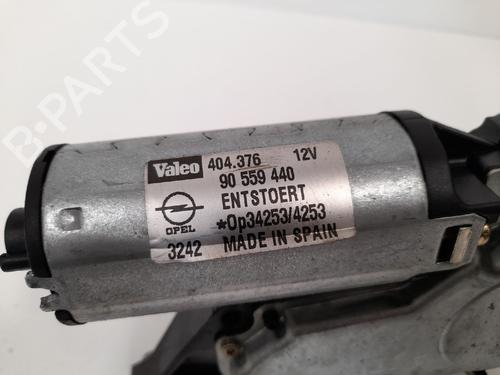 Valeo 404.376 12V
90 559 440
ENTSTOERT
OPEL *Op34253/4253
3242 MADE IN SPAIN
B-PARTS